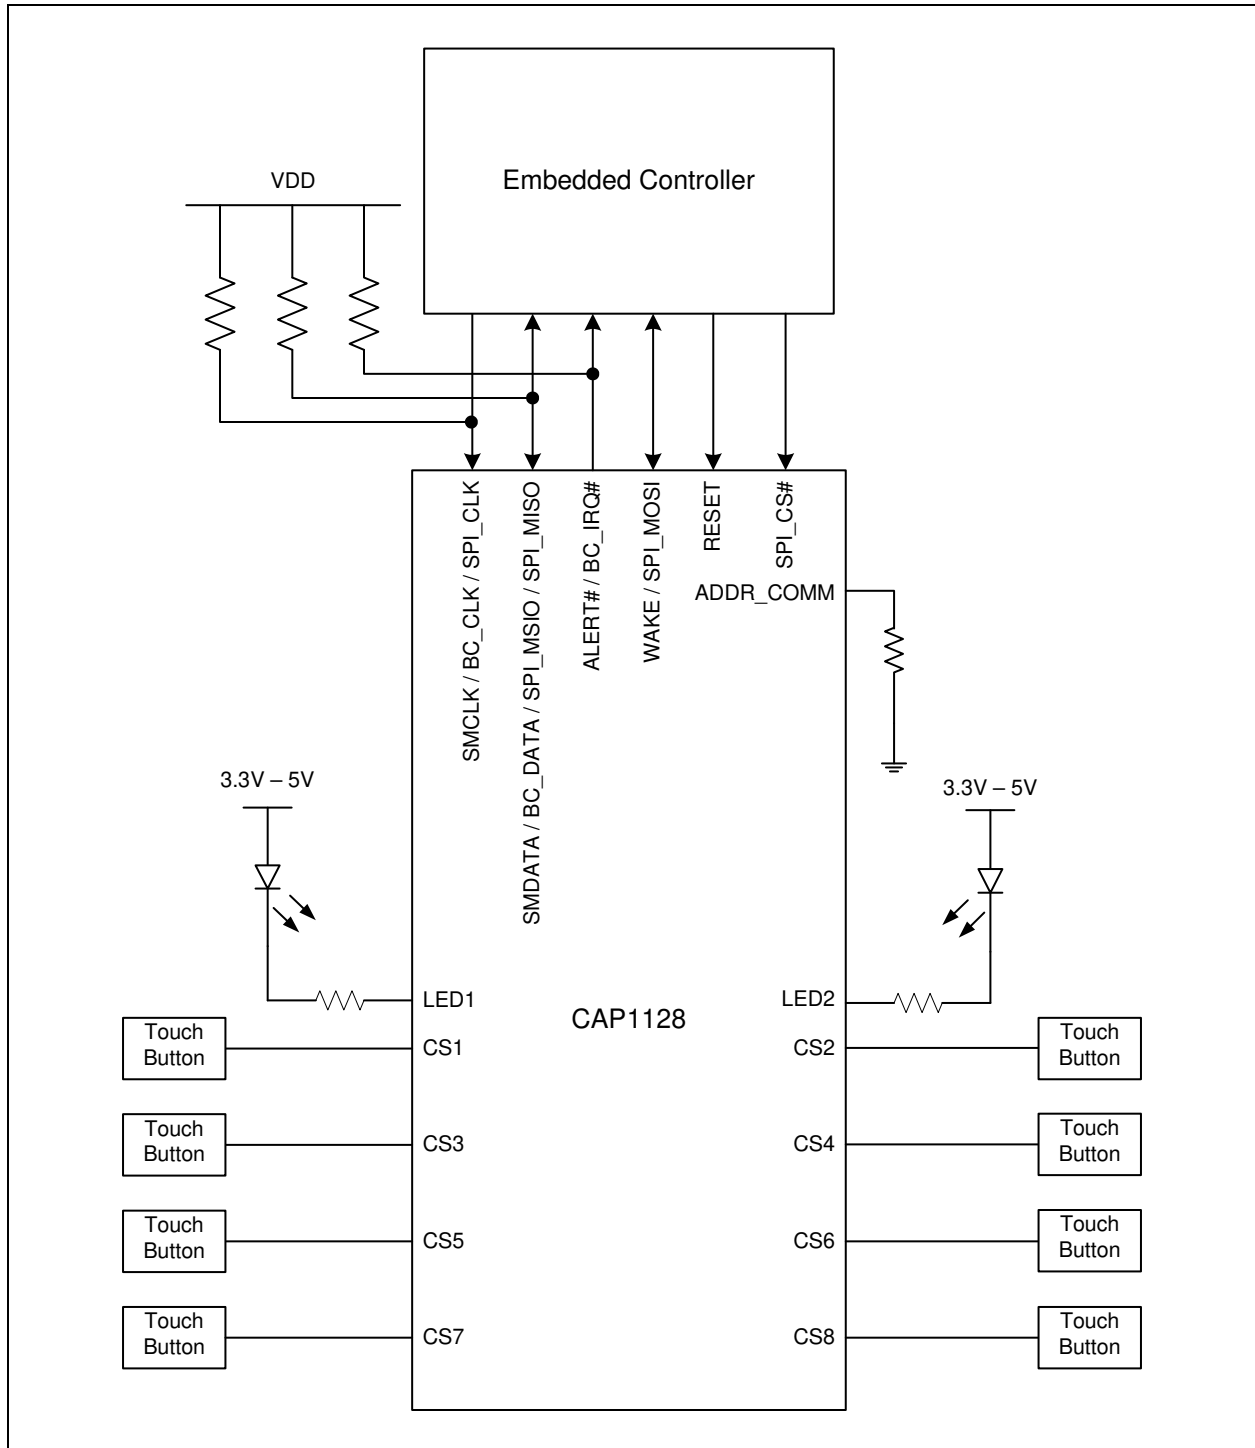 Embedded Controller
VDD
SMCLK / BC_CLK / SPI_CLK
SMDATA / BC_DATA / SPI_MSIO / SPI_MISO
ALERT# / BC_IRQ#
WAKE / SPI_MOSI
RESET
SPI_CS#
ADDR_COMM
3.3V – 5V
3.3V – 5V
LED1
LED2
CAP1128
Touch
Button
CS1
CS2
Touch
Button
Touch
Button
CS3
CS4
Touch
Button
Touch
Button
CS5
CS6
Touch
Button
Touch
Button
CS7
CS8
Touch
Button